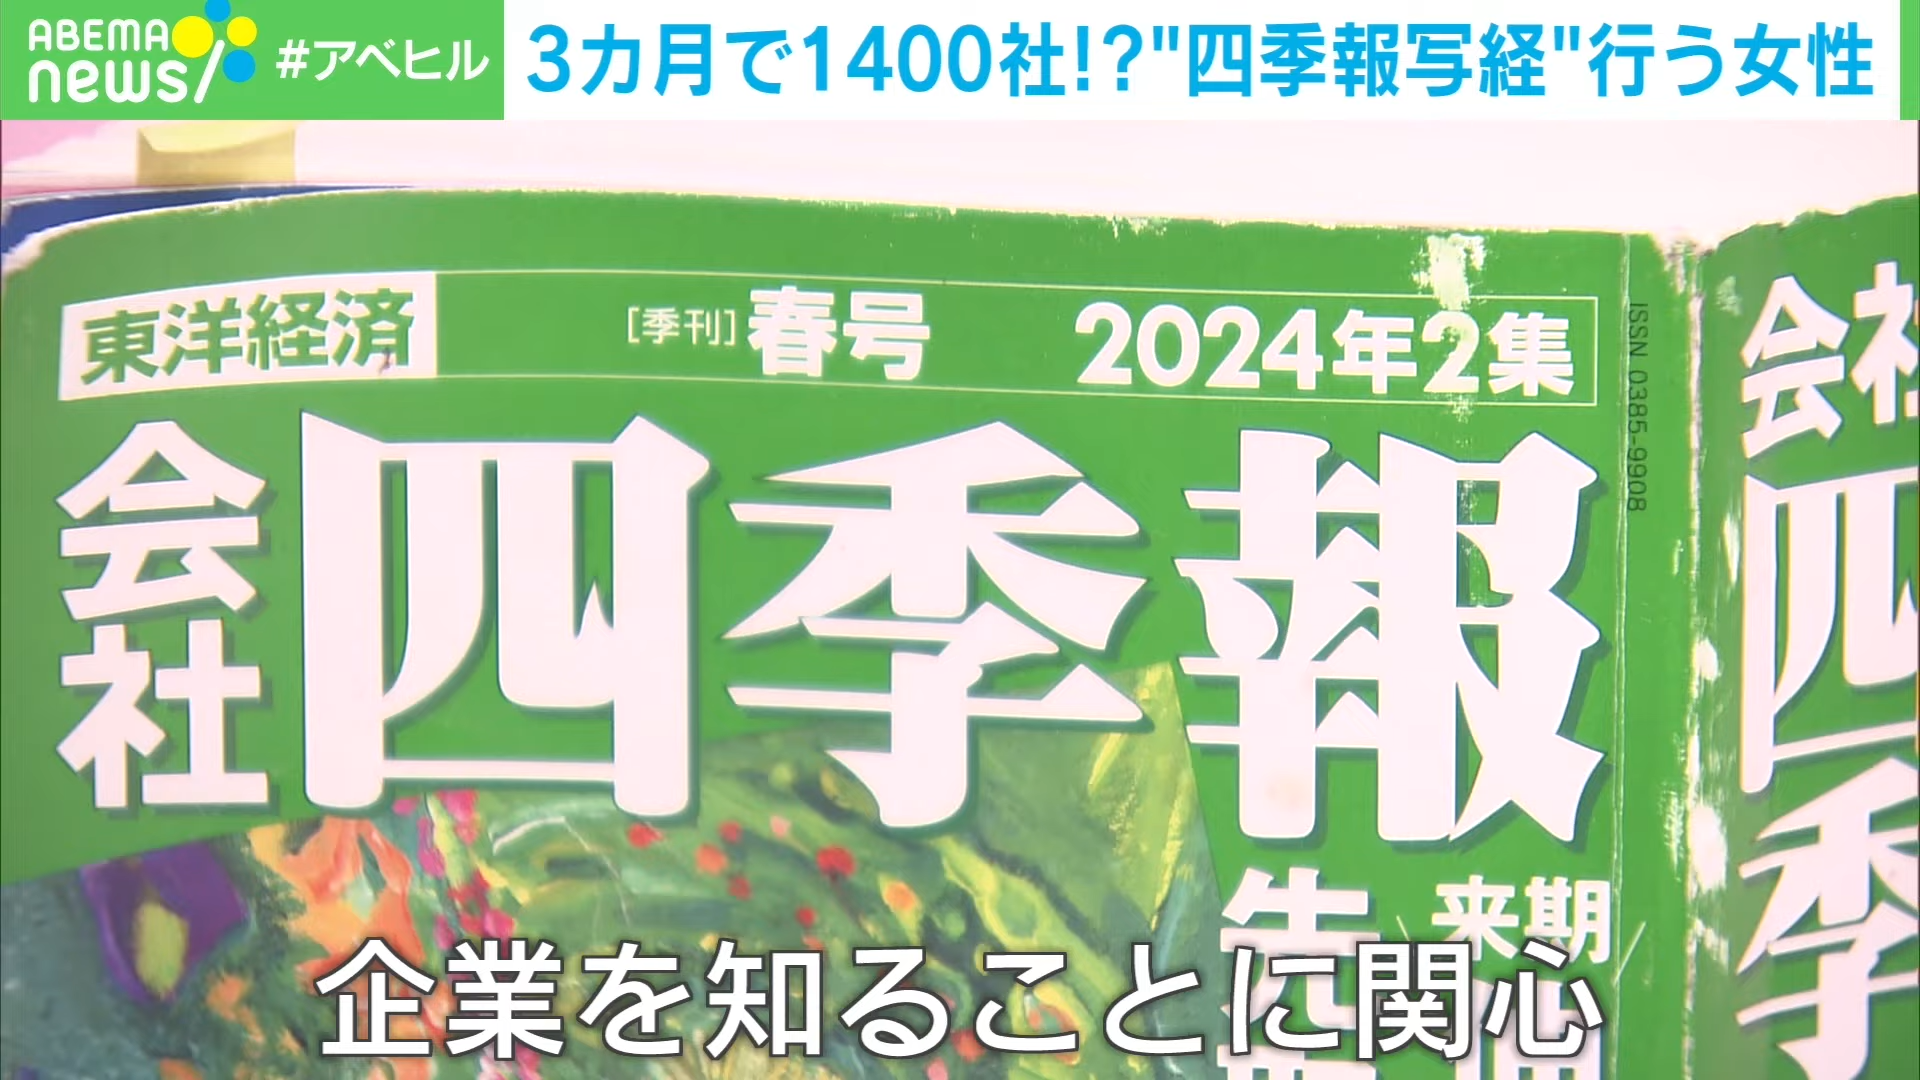 ABEMA
news/
#アベヒル
3カ月で1400社!?"四季報写経"行う女性
東洋経済
[季刊]春号
2024年2集
会社
四季報
ISSN 0385-9908
会社
四季
来期
企業を知ることに関心